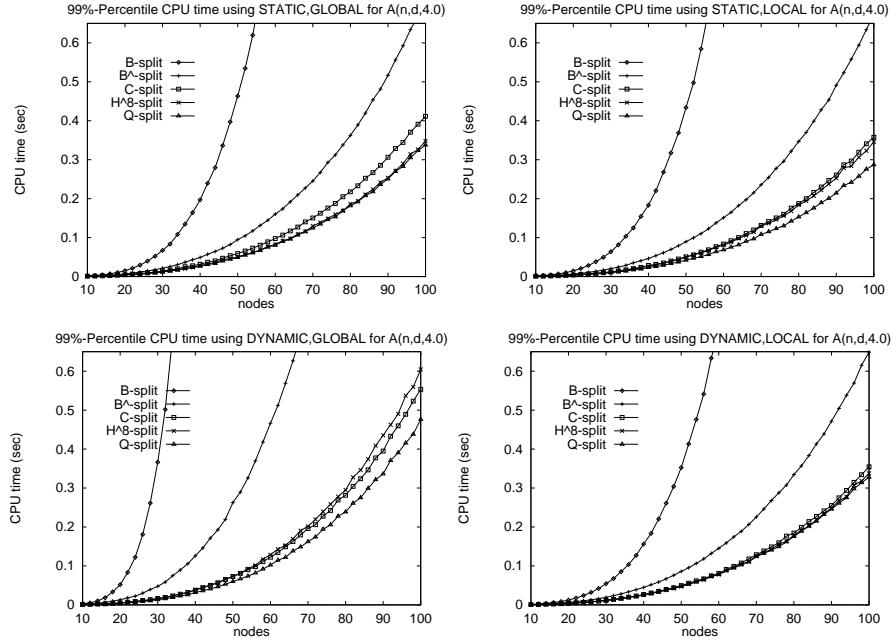 99%-Percentile CPU time using STATIC,GLOBAL for A(n,d,4.0)
B-split
B^-split
C-split
H^8-split
Q-split
CPU time (sec)
0.6
0.5
0.4
0.3
0.2
0.1
0
10 20 30 40 50 60 70 80 90 100
nodes
99%-Percentile CPU time using STATIC,LOCAL for A(n,d,4.0)
B-split
B^-split
C-split
H^8-split
Q-split
CPU time (sec)
0.6
0.5
0.4
0.3
0.2
0.1
0
10 20 30 40 50 60 70 80 90 100
nodes
99%-Percentile CPU time using DYNAMIC,GLOBAL for A(n,d,4.0)
B-split
B^-split
C-split
H^8-split
Q-split
CPU time (sec)
0.6
0.5
0.4
0.3
0.2
0.1
0
10 20 30 40 50 60 70 80 90 100
nodes
99%-Percentile CPU time using DYNAMIC,LOCAL for A(n,d,4.0)
B-split
B^-split
C-split
H^8-split
Q-split
CPU time (sec)
0.6
0.5
0.4
0.3
0.2
0.1
0
10 20 30 40 50 60 70 80 90 100
nodes